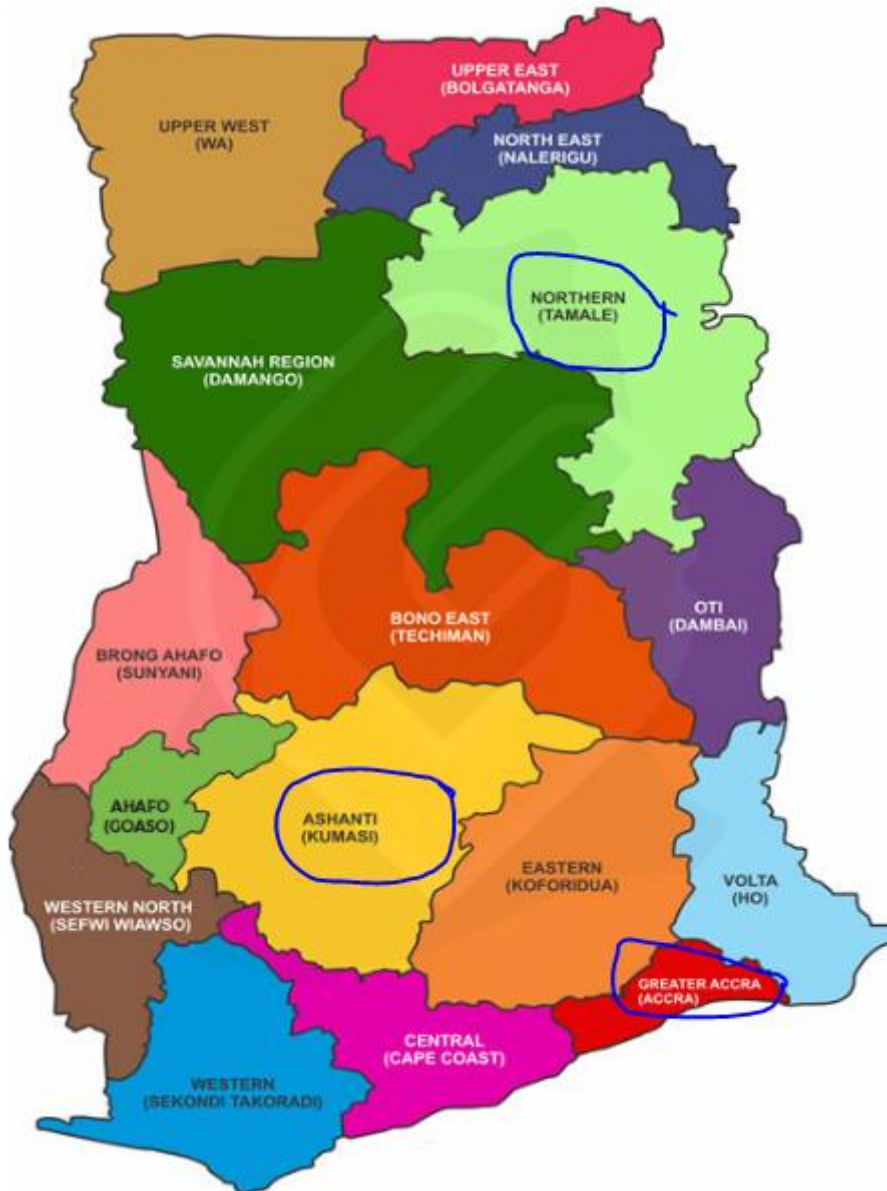 UPPER EAST
(BOLGATANGA)
UPPER WEST
(WA)
NORTH EAST
(NALERIGU)
NORTHERN
(TAMALE)
SAVANNAH REGION
(DAMANGO)
OTI
(DAMBAI)
BONO EAST
(TECHIMAN)
BRONG AHAFO
(SUNYANI)
AHAFO
(GOASO)
ASHANTI
(KUMASI)
EASTERN
(KOFORIDUA)
VOLTA
(HO)
WESTERN NORTH
(SEFWI WIAWSO)
GREATER ACCRA
(ACCRA)
CENTRAL
(CAPE COAST)
WESTERN
(SEKONDI TAKORADI)